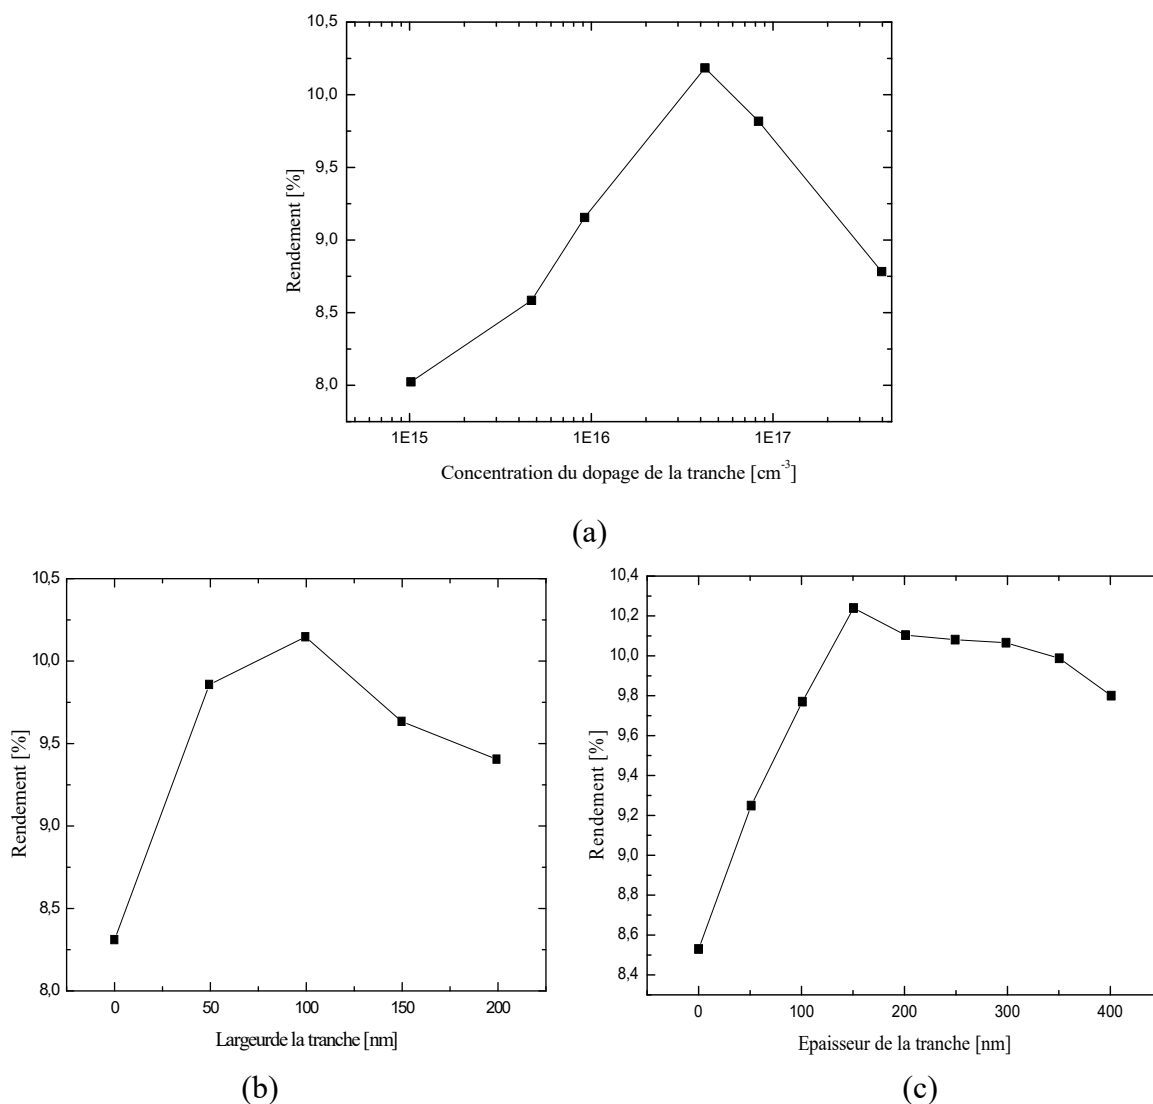 10,5
10,0
9,5
9,0
8,5
8,0
Rendement [%]
1E15 1E16 1E17
Concentration du dopage de la tranche [cm-3]
(a)
10,5
10,0
9,5
9,0
8,5
8,0
Rendement [%]
0 50 100 150 200
Largeurde la tranche [nm]
(b)
10,4
10,2
10,0
9,8
9,6
9,4
9,2
9,0
8,8
8,6
8,4
Rendement [%]
0 100 200 300 400
Epaisseur de la tranche [nm]
(c)